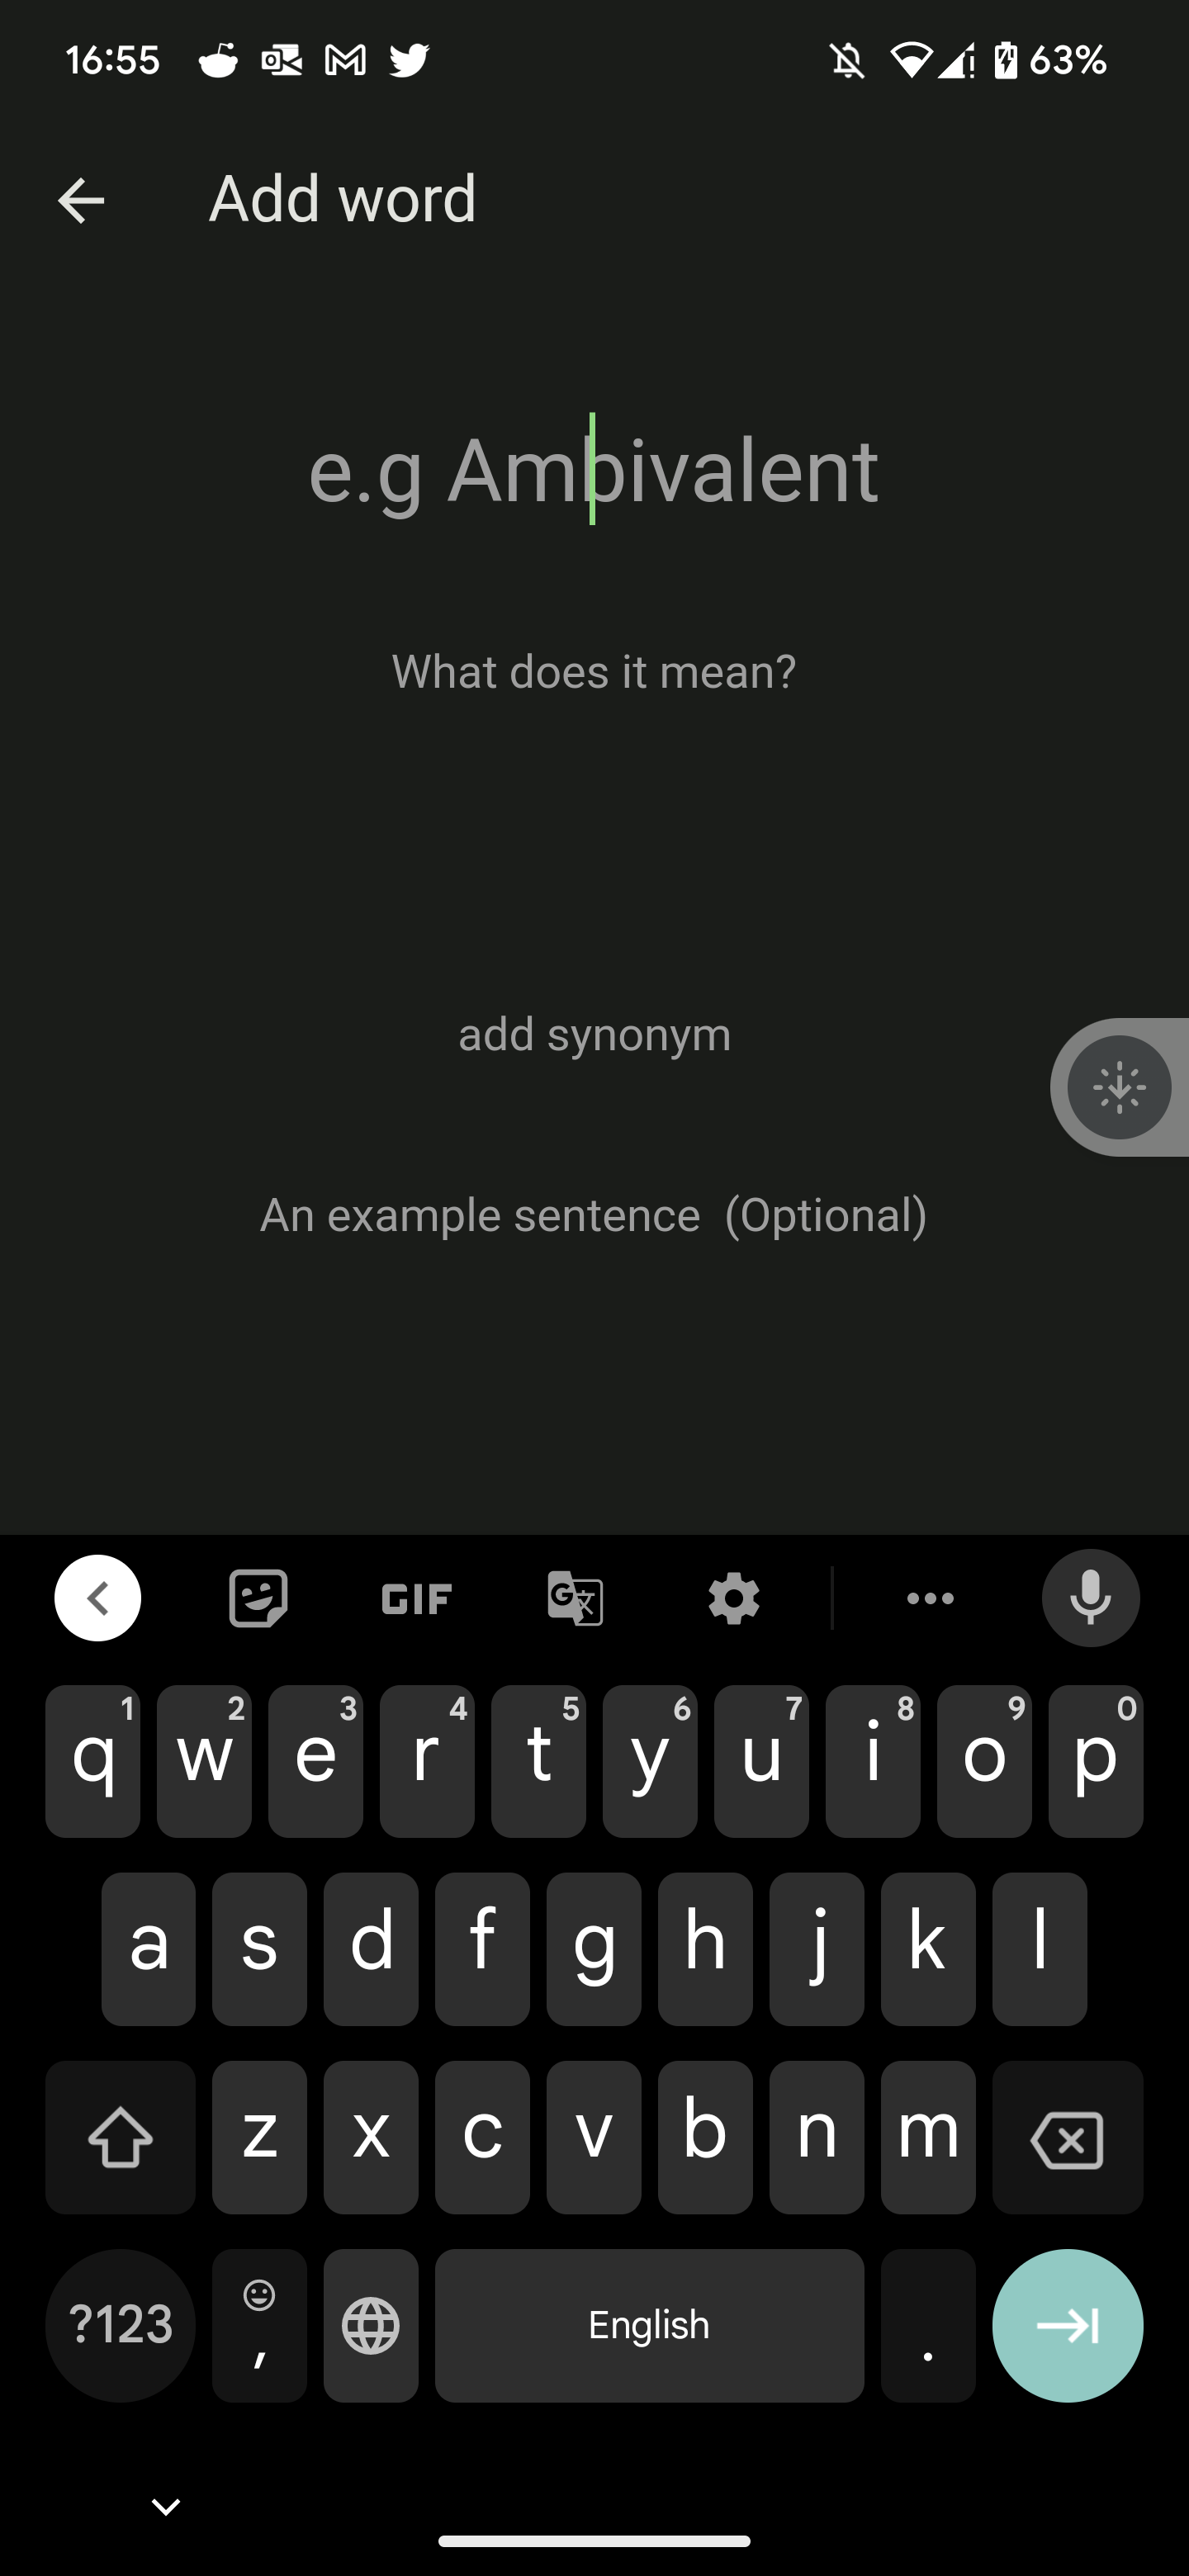 16:55 63%
Add word
e.g Ambivalent
What does it mean?
add synonym
An example sentence (Optional)
GIF
1 2 3 4 5 6 7 8 9 0
q w e r t y u i o p
a s d f g h j k l
z x c v b n m
?123 , English .